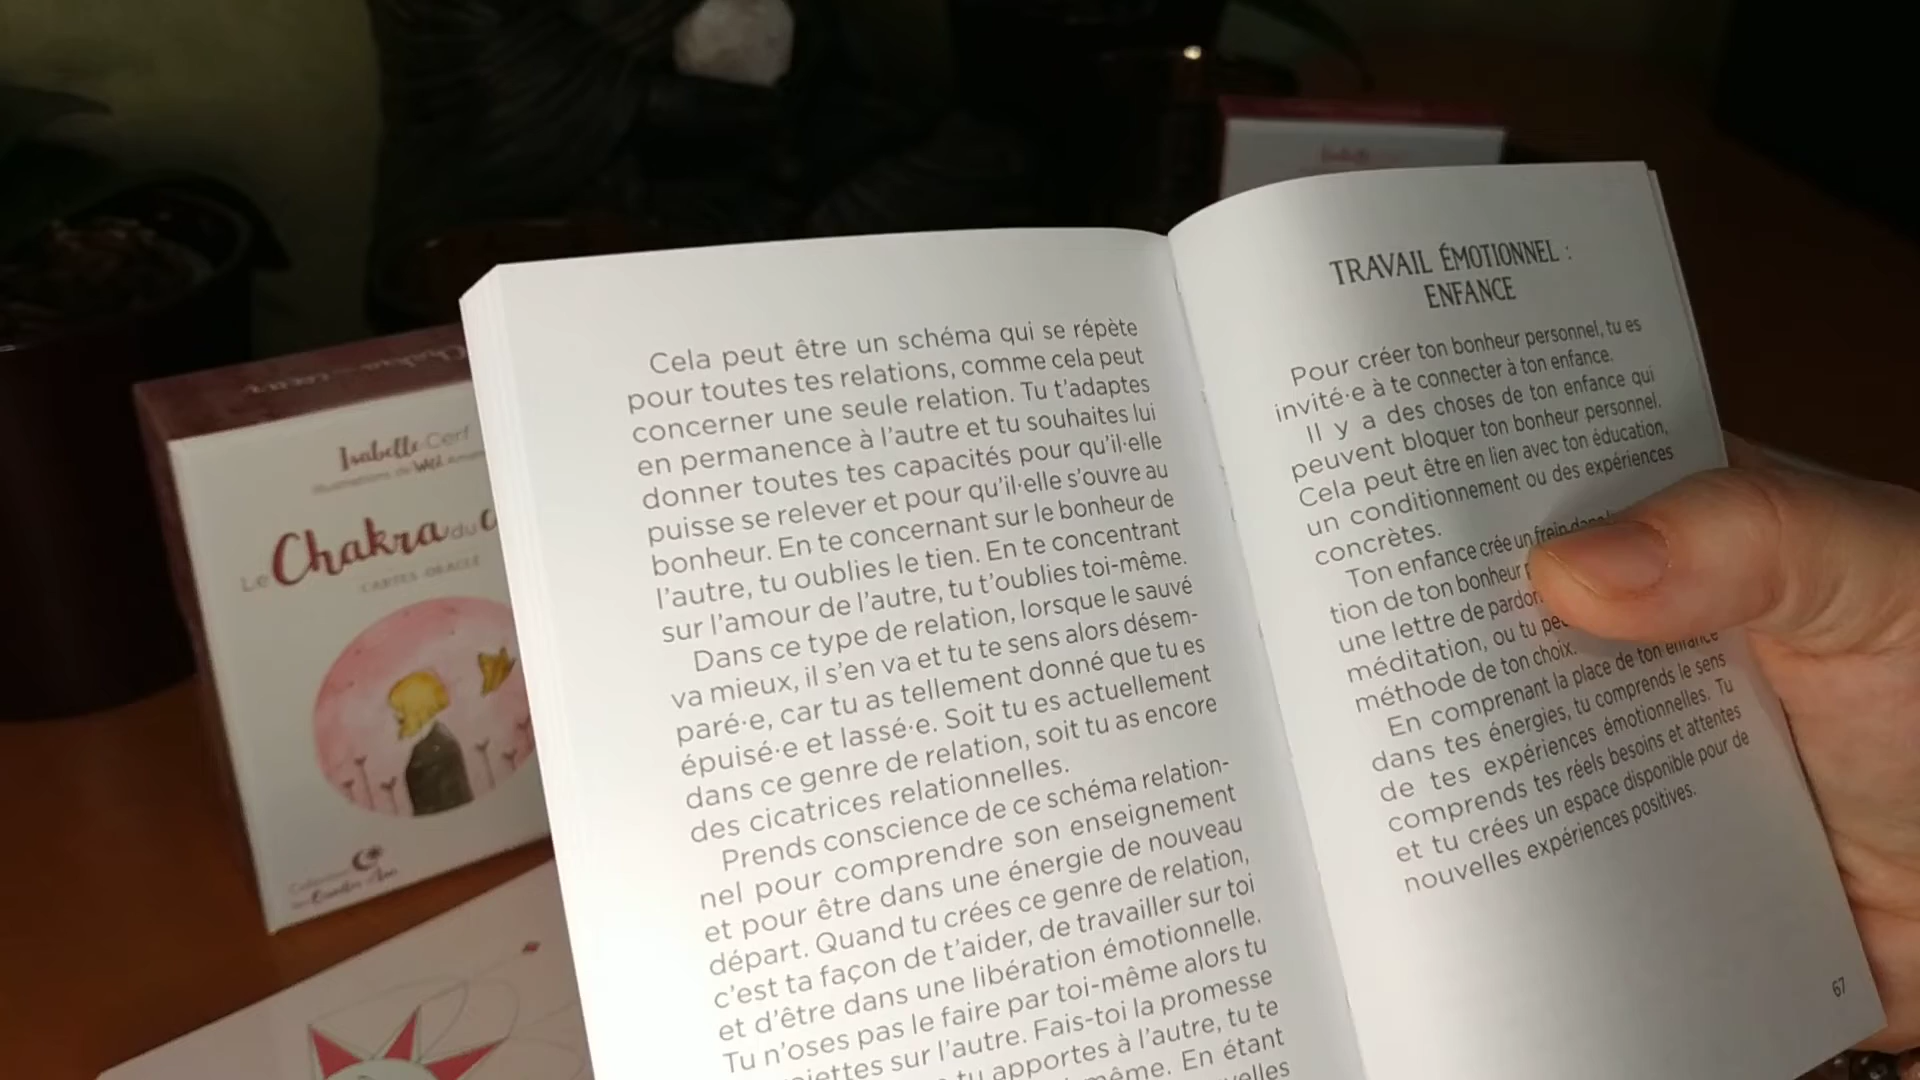 Isabelle Cerf
Le Chakra du
CARTES ORACLE
Cela peut être un schéma qui se répète
pour toutes tes relations, comme cela peut
concerner une seule relation. Tu t'adaptes
en permanence à l'autre et tu souhaites lui
donner toutes tes capacités pour qu'il·elle
puisse se relever et pour qu'il·elle s'ouvre au
bonheur. En te concernant sur le bonheur de
l'autre, tu oublies le tien. En te concentrant
sur l'amour de l'autre, tu t'oublies toi-même.
Dans ce type de relation, lorsque le sauvé
va mieux, il s'en va et tu te sens alors désem-
paré·e, car tu as tellement donné que tu es
épuisé·e et lassé·e. Soit tu es actuellement
dans ce genre de relation, soit tu as encore
des cicatrices relationnelles.
Prends conscience de ce schéma relation-
nel pour comprendre son enseignement
et pour être dans une énergie de nouveau
départ. Quand tu crées ce genre de relation,
c'est ta façon de t'aider, de travailler sur toi
et d'être dans une libération émotionnelle.
Tu n'oses pas le faire par toi-même alors tu
sur l'autre. Fais-toi la promesse
tu apportes à l'autre, tu te
En étant
TRAVAIL ÉMOTIONNEL :
ENFANCE
Pour créer ton bonheur personnel, tu es
invité·e à te connecter à ton enfance.
Il y a des choses de ton enfance qui
peuvent bloquer ton bonheur personnel.
Cela peut être en lien avec ton éducation,
un conditionnement ou des expériences
concrètes.
Ton enfance crée un frein
tion de ton bonheur
une lettre de pardon
méditation, ou tu
méthode de ton choix.
En comprenant la place de ton enfance
dans tes énergies, tu comprends le sens
de tes expériences émotionnelles. Tu
comprends tes réels besoins et attentes
et tu crées un espace disponible pour de
nouvelles expériences positives.
67